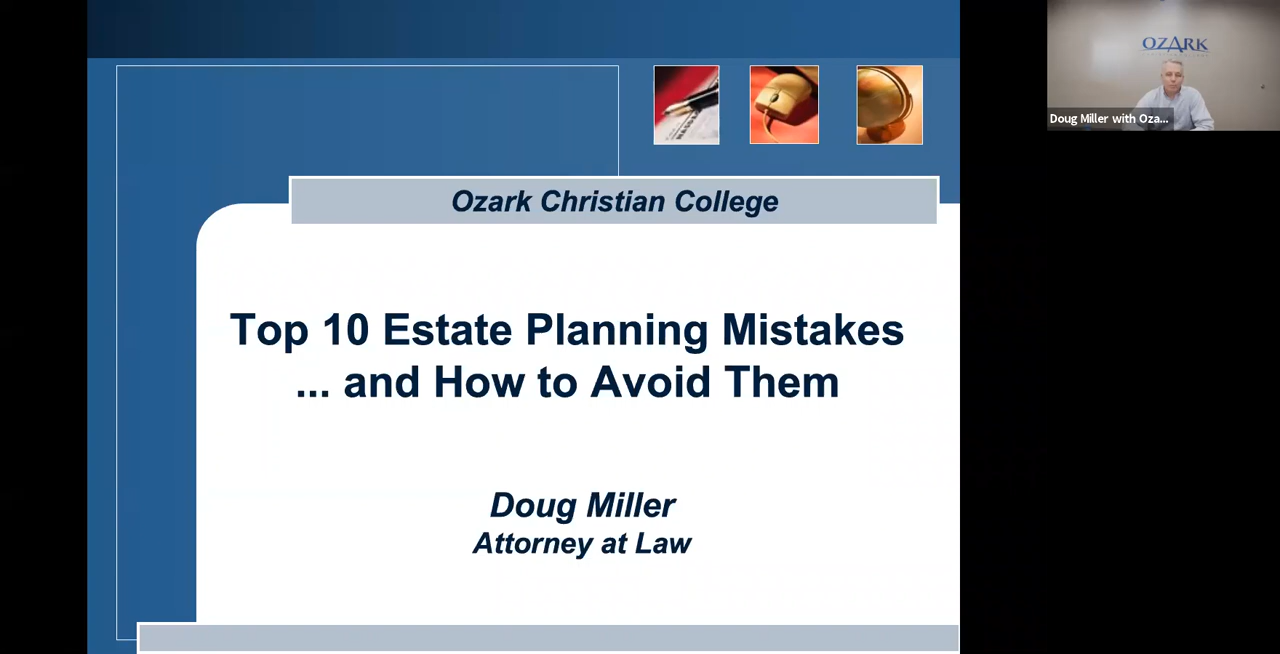 OZARK
Doug Miller with Oza...
Ozark Christian College
Top 10 Estate Planning Mistakes
... and How to Avoid Them
Doug Miller
Attorney at Law